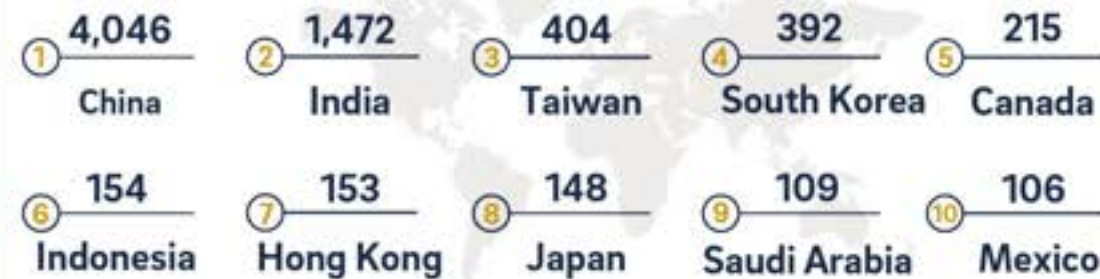 1 4,046
China
2 1,472
India
3 404
Taiwan
4 392
South Korea
5 215
Canada
6 154
Indonesia
7 153
Hong Kong
8 148
Japan
9 109
Saudi Arabia
10 106
Mexico